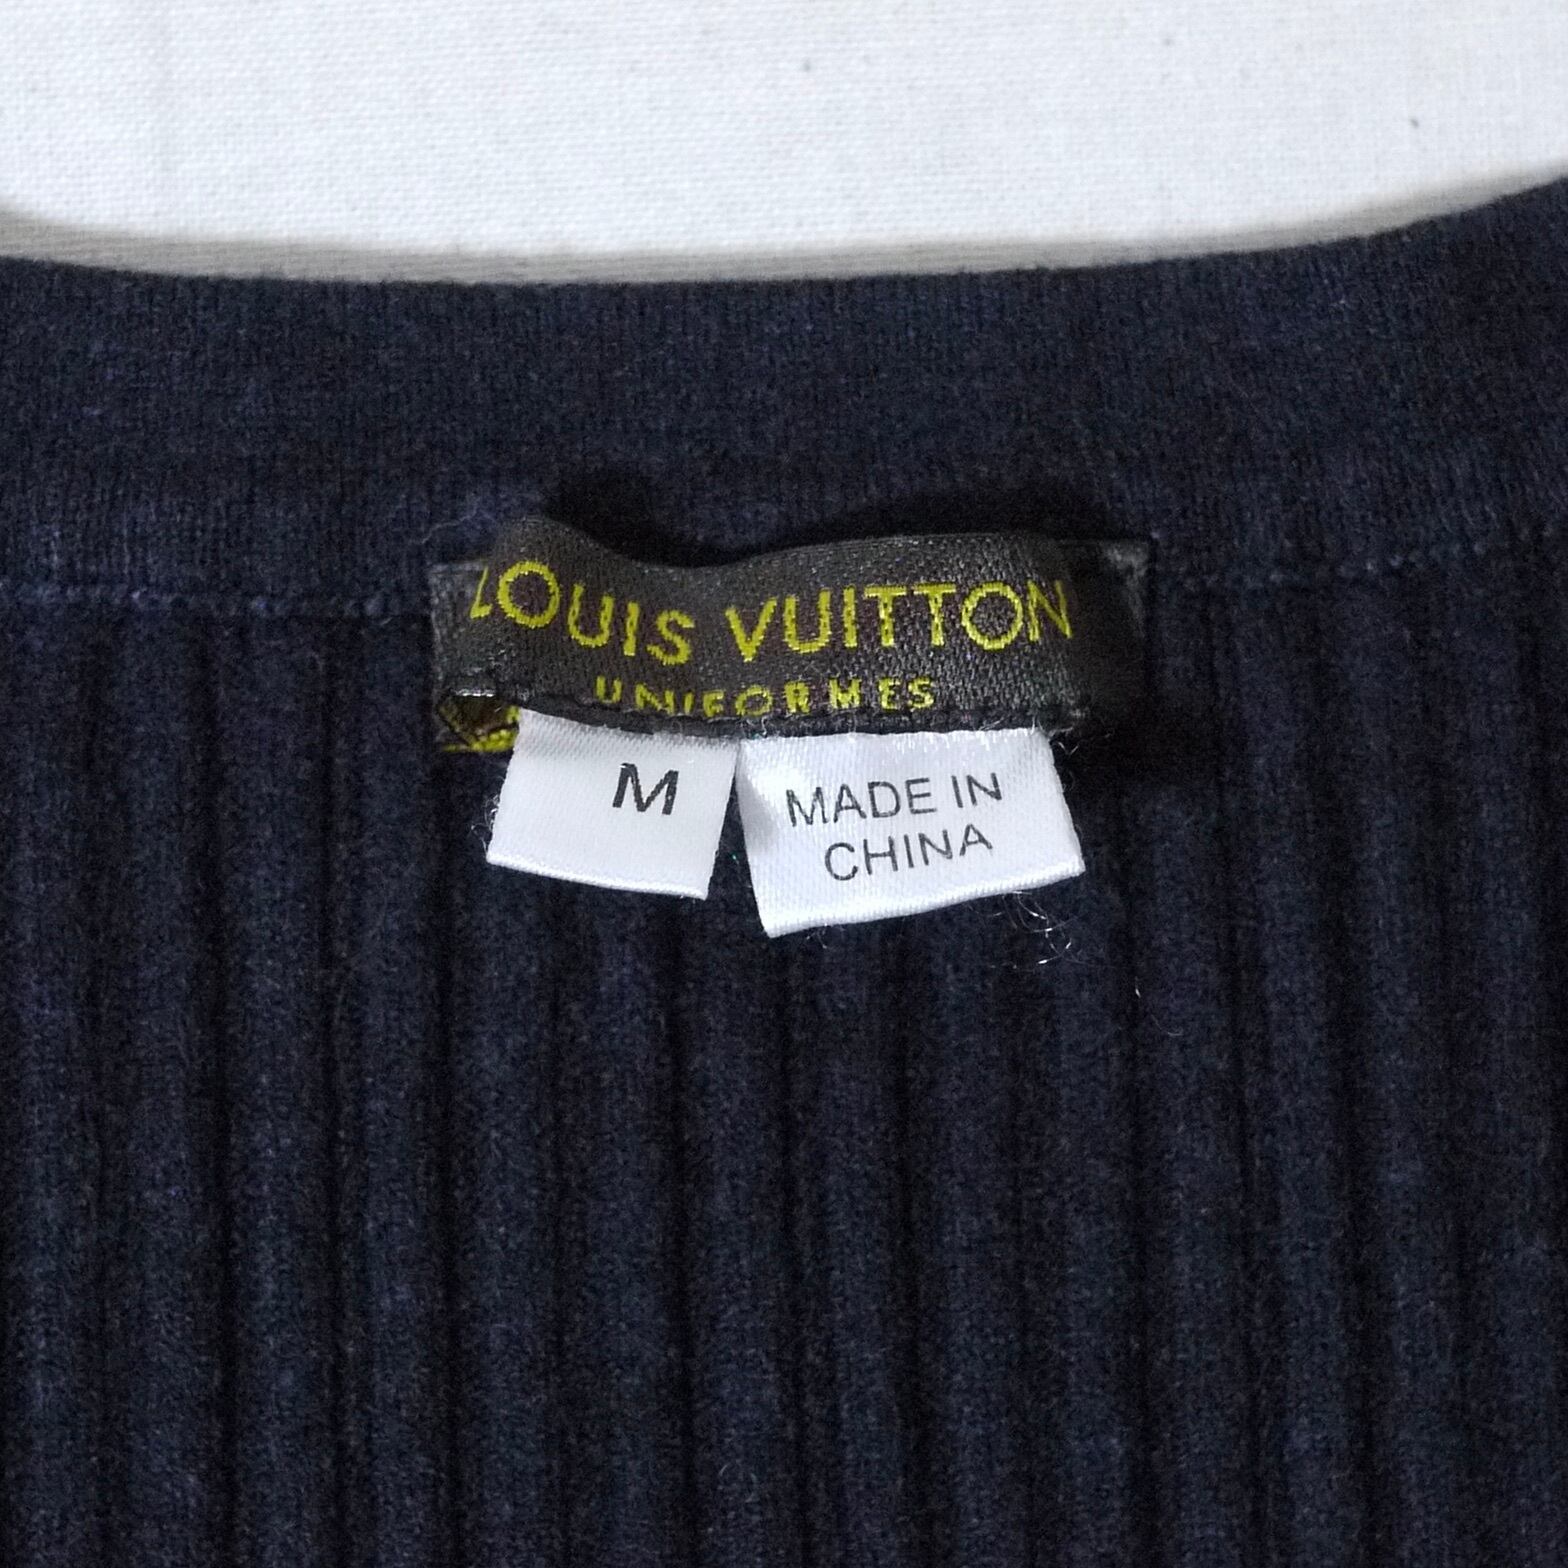 LOUIS VUITTON
UNIFORMES
M
MADE IN
CHINA